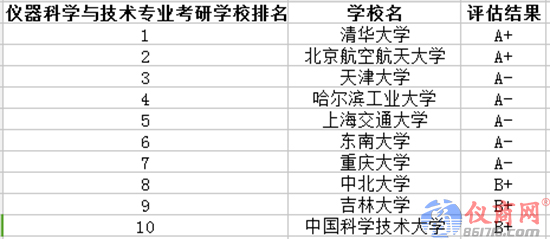 仪器科学与技术专业考研学校排名 学校名 评估结果
1 清华大学 A+
2 北京航空航天大学 A+
3 天津大学 A-
4 哈尔滨工业大学 A-
5 上海交通大学 A-
6 东南大学 A-
7 重庆大学 A-
8 中北大学 B+
9 吉林大学 B+
10 中国科学技术大学 B+
仪商网®
861718.com